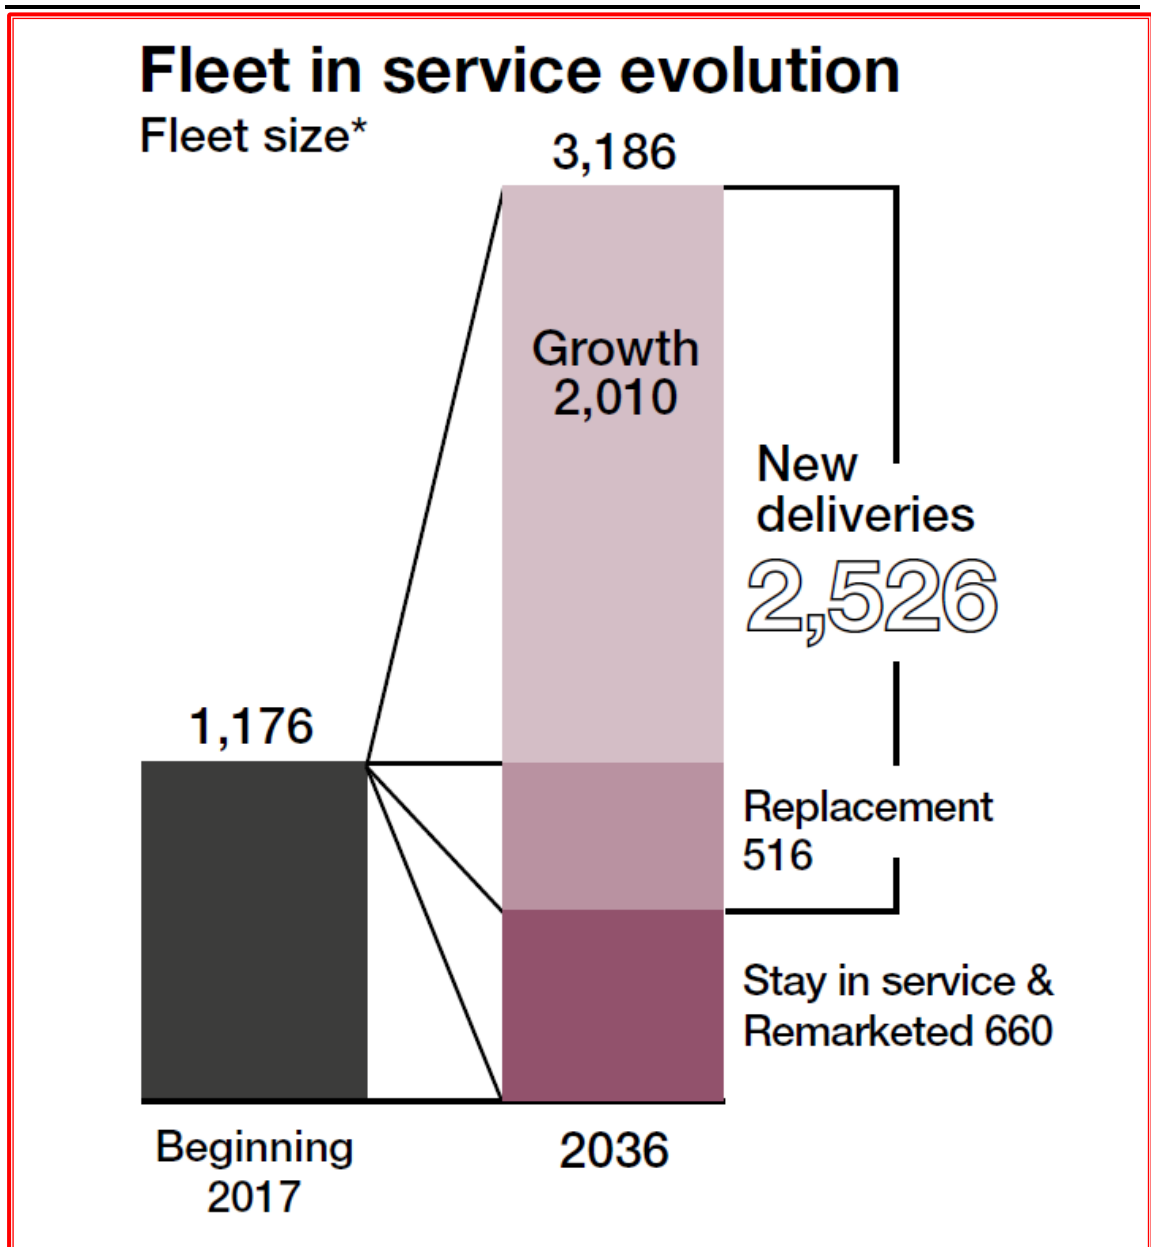 Fleet in service evolution
Fleet size*
3,186
Growth
2,010
New
deliveries
2,526
1,176
Replacement
516
Stay in service &
Remarketed 660
Beginning
2017
2036